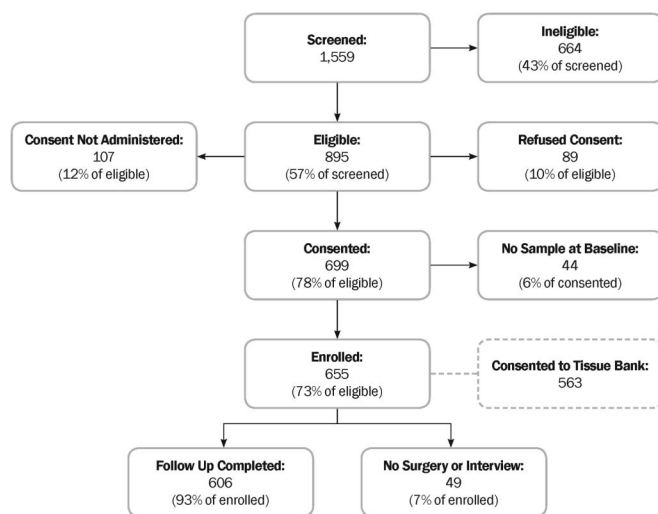 Screened:
1,559
Ineligible:
664
(43% of screened)
Consent Not Administered:
107
(12% of eligible)
Eligible:
895
(57% of screened)
Refused Consent:
89
(10% of eligible)
Consented:
699
(78% of eligible)
No Sample at Baseline:
44
(6% of consented)
Enrolled:
655
(73% of eligible)
Consented to Tissue Bank:
563
Follow Up Completed:
606
(93% of enrolled)
No Surgery or Interview:
49
(7% of enrolled)